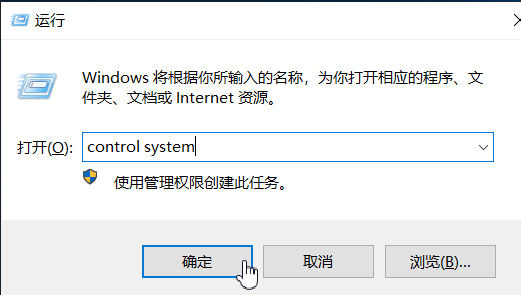 运行
Windows 将根据你所输入的名称，为你打开相应的程序、文
件夹、文档或 Internet 资源。
打开(O): control system
使用管理权限创建此任务。
确定 取消 浏览(B)...